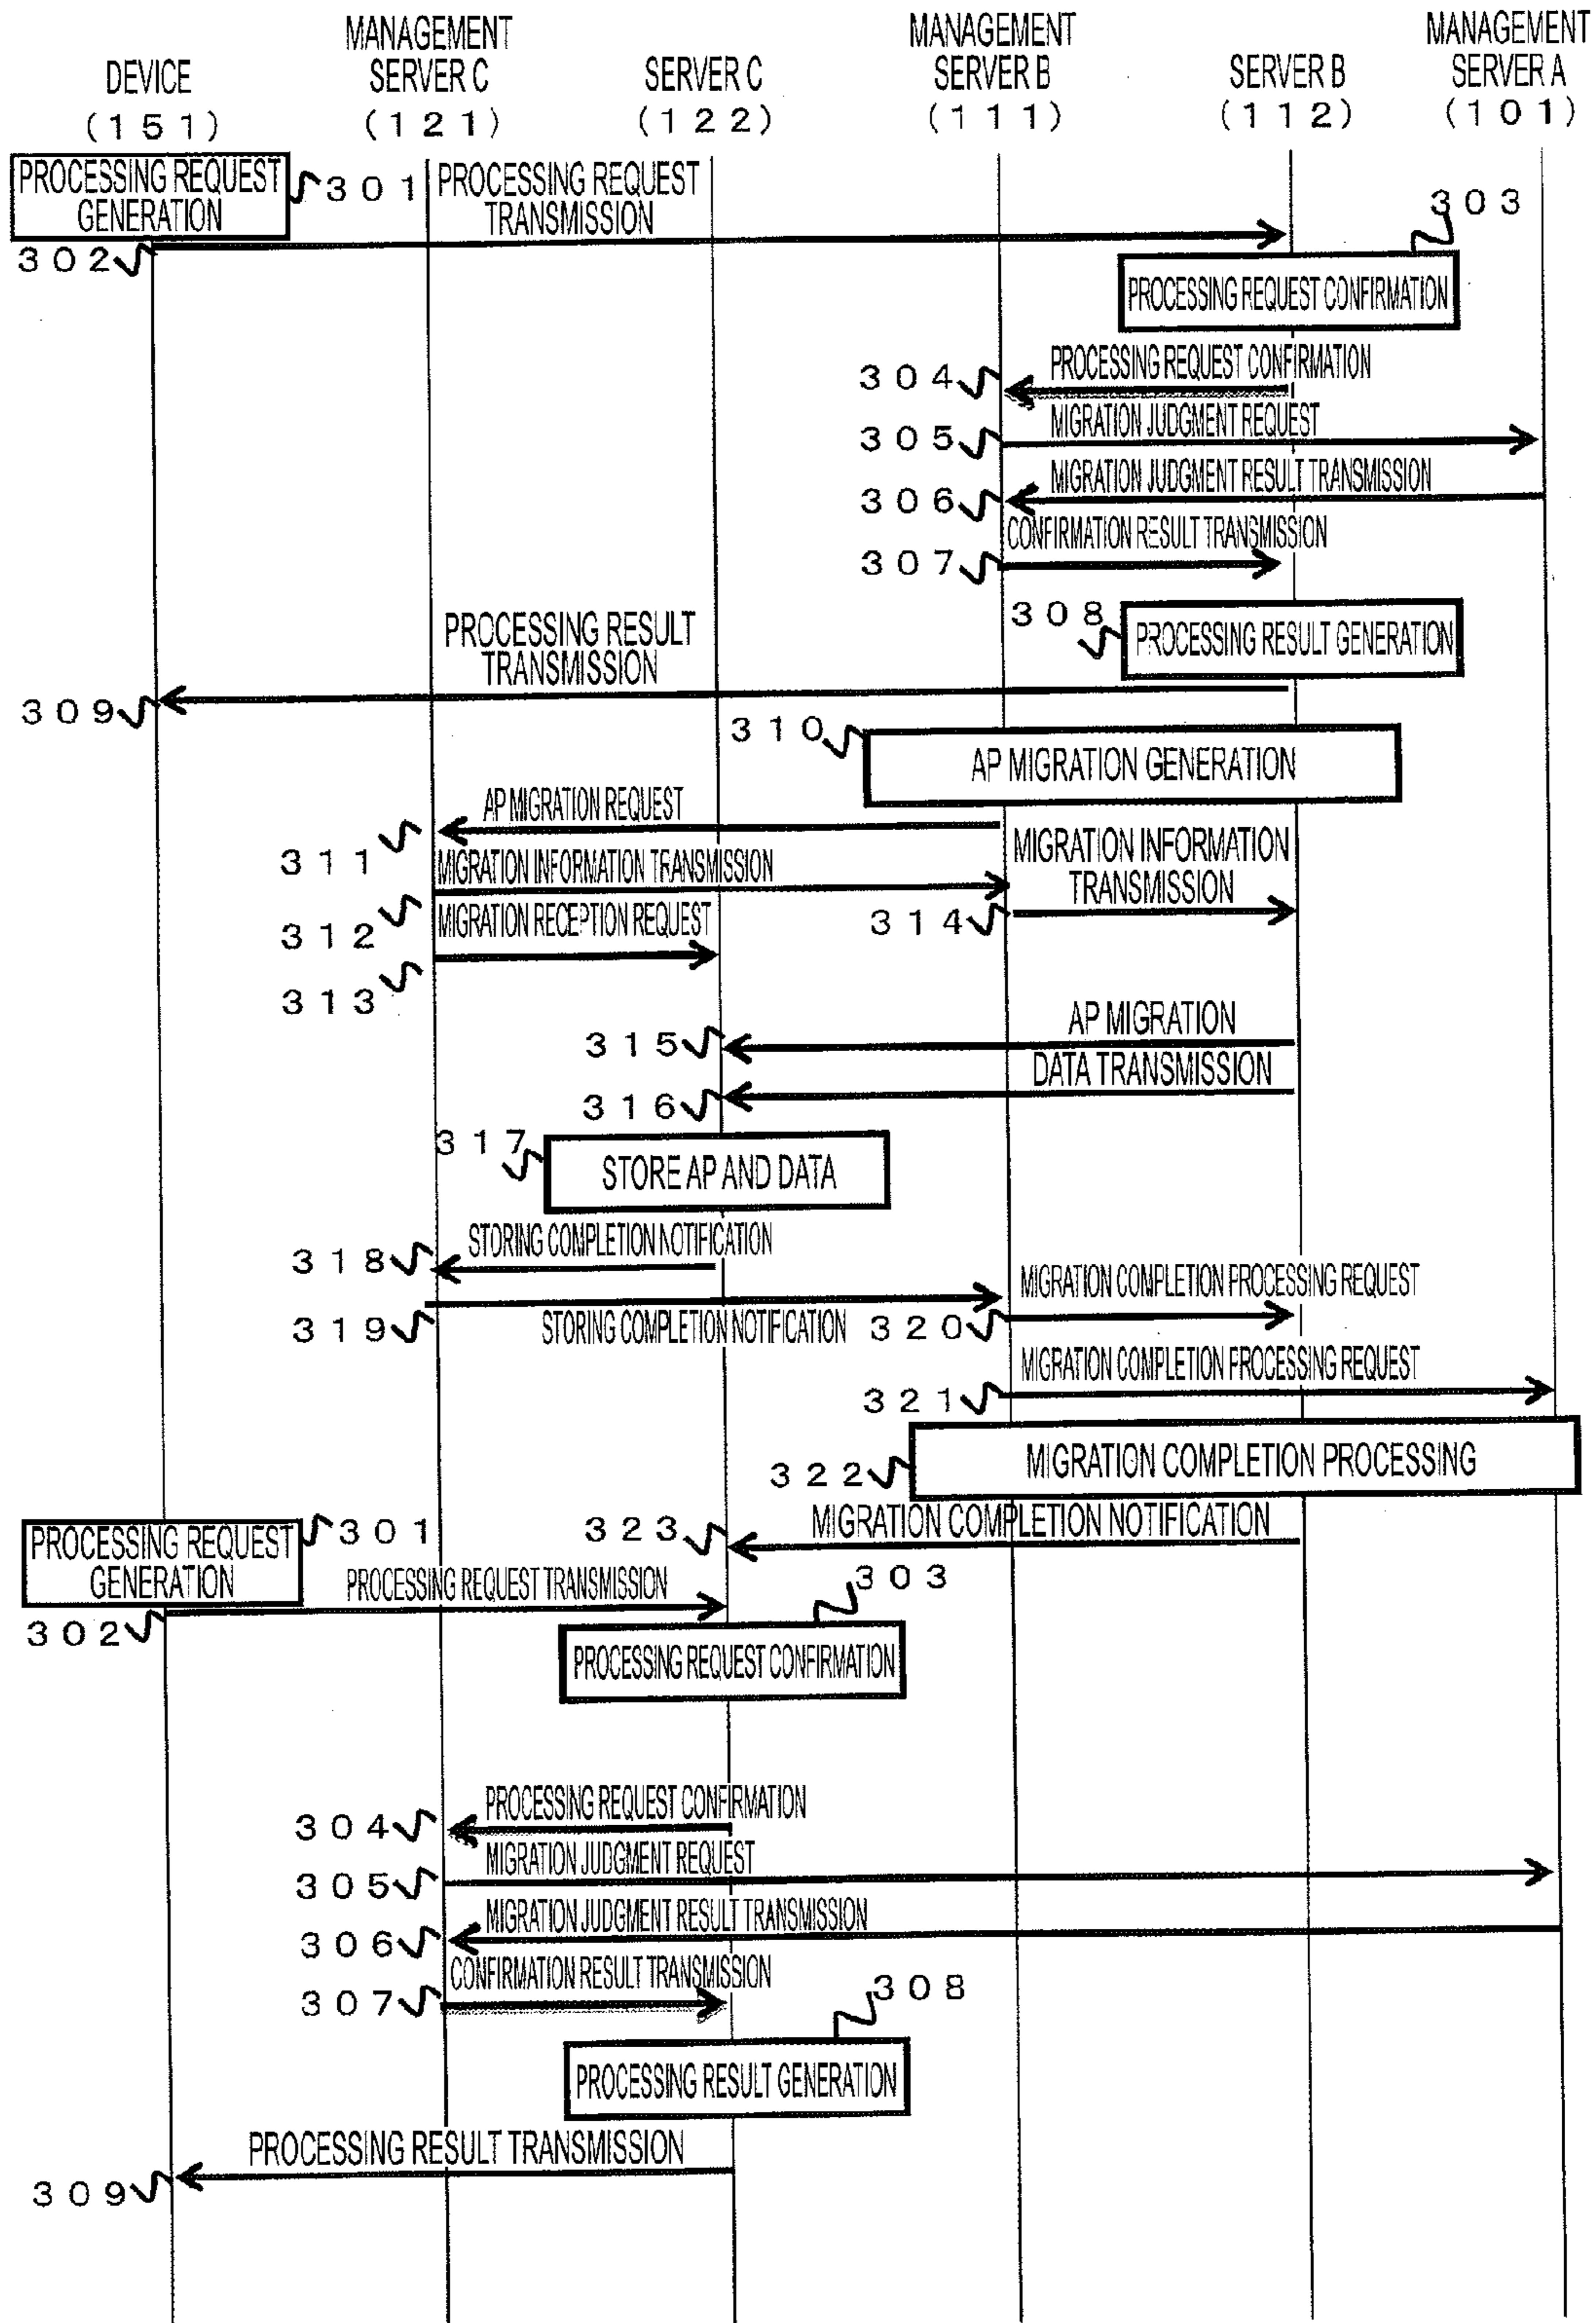 DEVICE
(151)
MANAGEMENT
SERVER C
(121)
SERVER C
(122)
MANAGEMENT
SERVER B
(111)
SERVER B
(112)
MANAGEMENT
SERVER A
(101)
PROCESSING REQUEST
GENERATION
301
PROCESSING REQUEST
TRANSMISSION
302
303
PROCESSING REQUEST CONFIRMATION
304
PROCESSING REQUEST CONFIRMATION
305
MIGRATION JUDGMENT REQUEST
306
MIGRATION JUDGMENT RESULT TRANSMISSION
CONFIRMATION RESULT TRANSMISSION
307
308
PROCESSING RESULT GENERATION
PROCESSING RESULT
TRANSMISSION
309
310
AP MIGRATION GENERATION
AP MIGRATION REQUEST
311
MIGRATION INFORMATION TRANSMISSION
312
MIGRATION INFORMATION
TRANSMISSION
314
MIGRATION RECEPTION REQUEST
313
AP MIGRATION
315
DATA TRANSMISSION
316
317
STORE AP AND DATA
STORING COMPLETION NOTIFICATION
318
319
STORING COMPLETION NOTIFICATION
MIGRATION COMPLETION PROCESSING REQUEST
320
MIGRATION COMPLETION PROCESSING REQUEST
321
322
MIGRATION COMPLETION PROCESSING
323
MIGRATION COMPLETION NOTIFICATION
PROCESSING REQUEST
GENERATION
301
PROCESSING REQUEST TRANSMISSION
302
303
PROCESSING REQUEST CONFIRMATION
304
PROCESSING REQUEST CONFIRMATION
305
MIGRATION JUDGMENT REQUEST
306
MIGRATION JUDGMENT RESULT TRANSMISSION
CONFIRMATION RESULT TRANSMISSION
307
308
PROCESSING RESULT GENERATION
PROCESSING RESULT TRANSMISSION
309